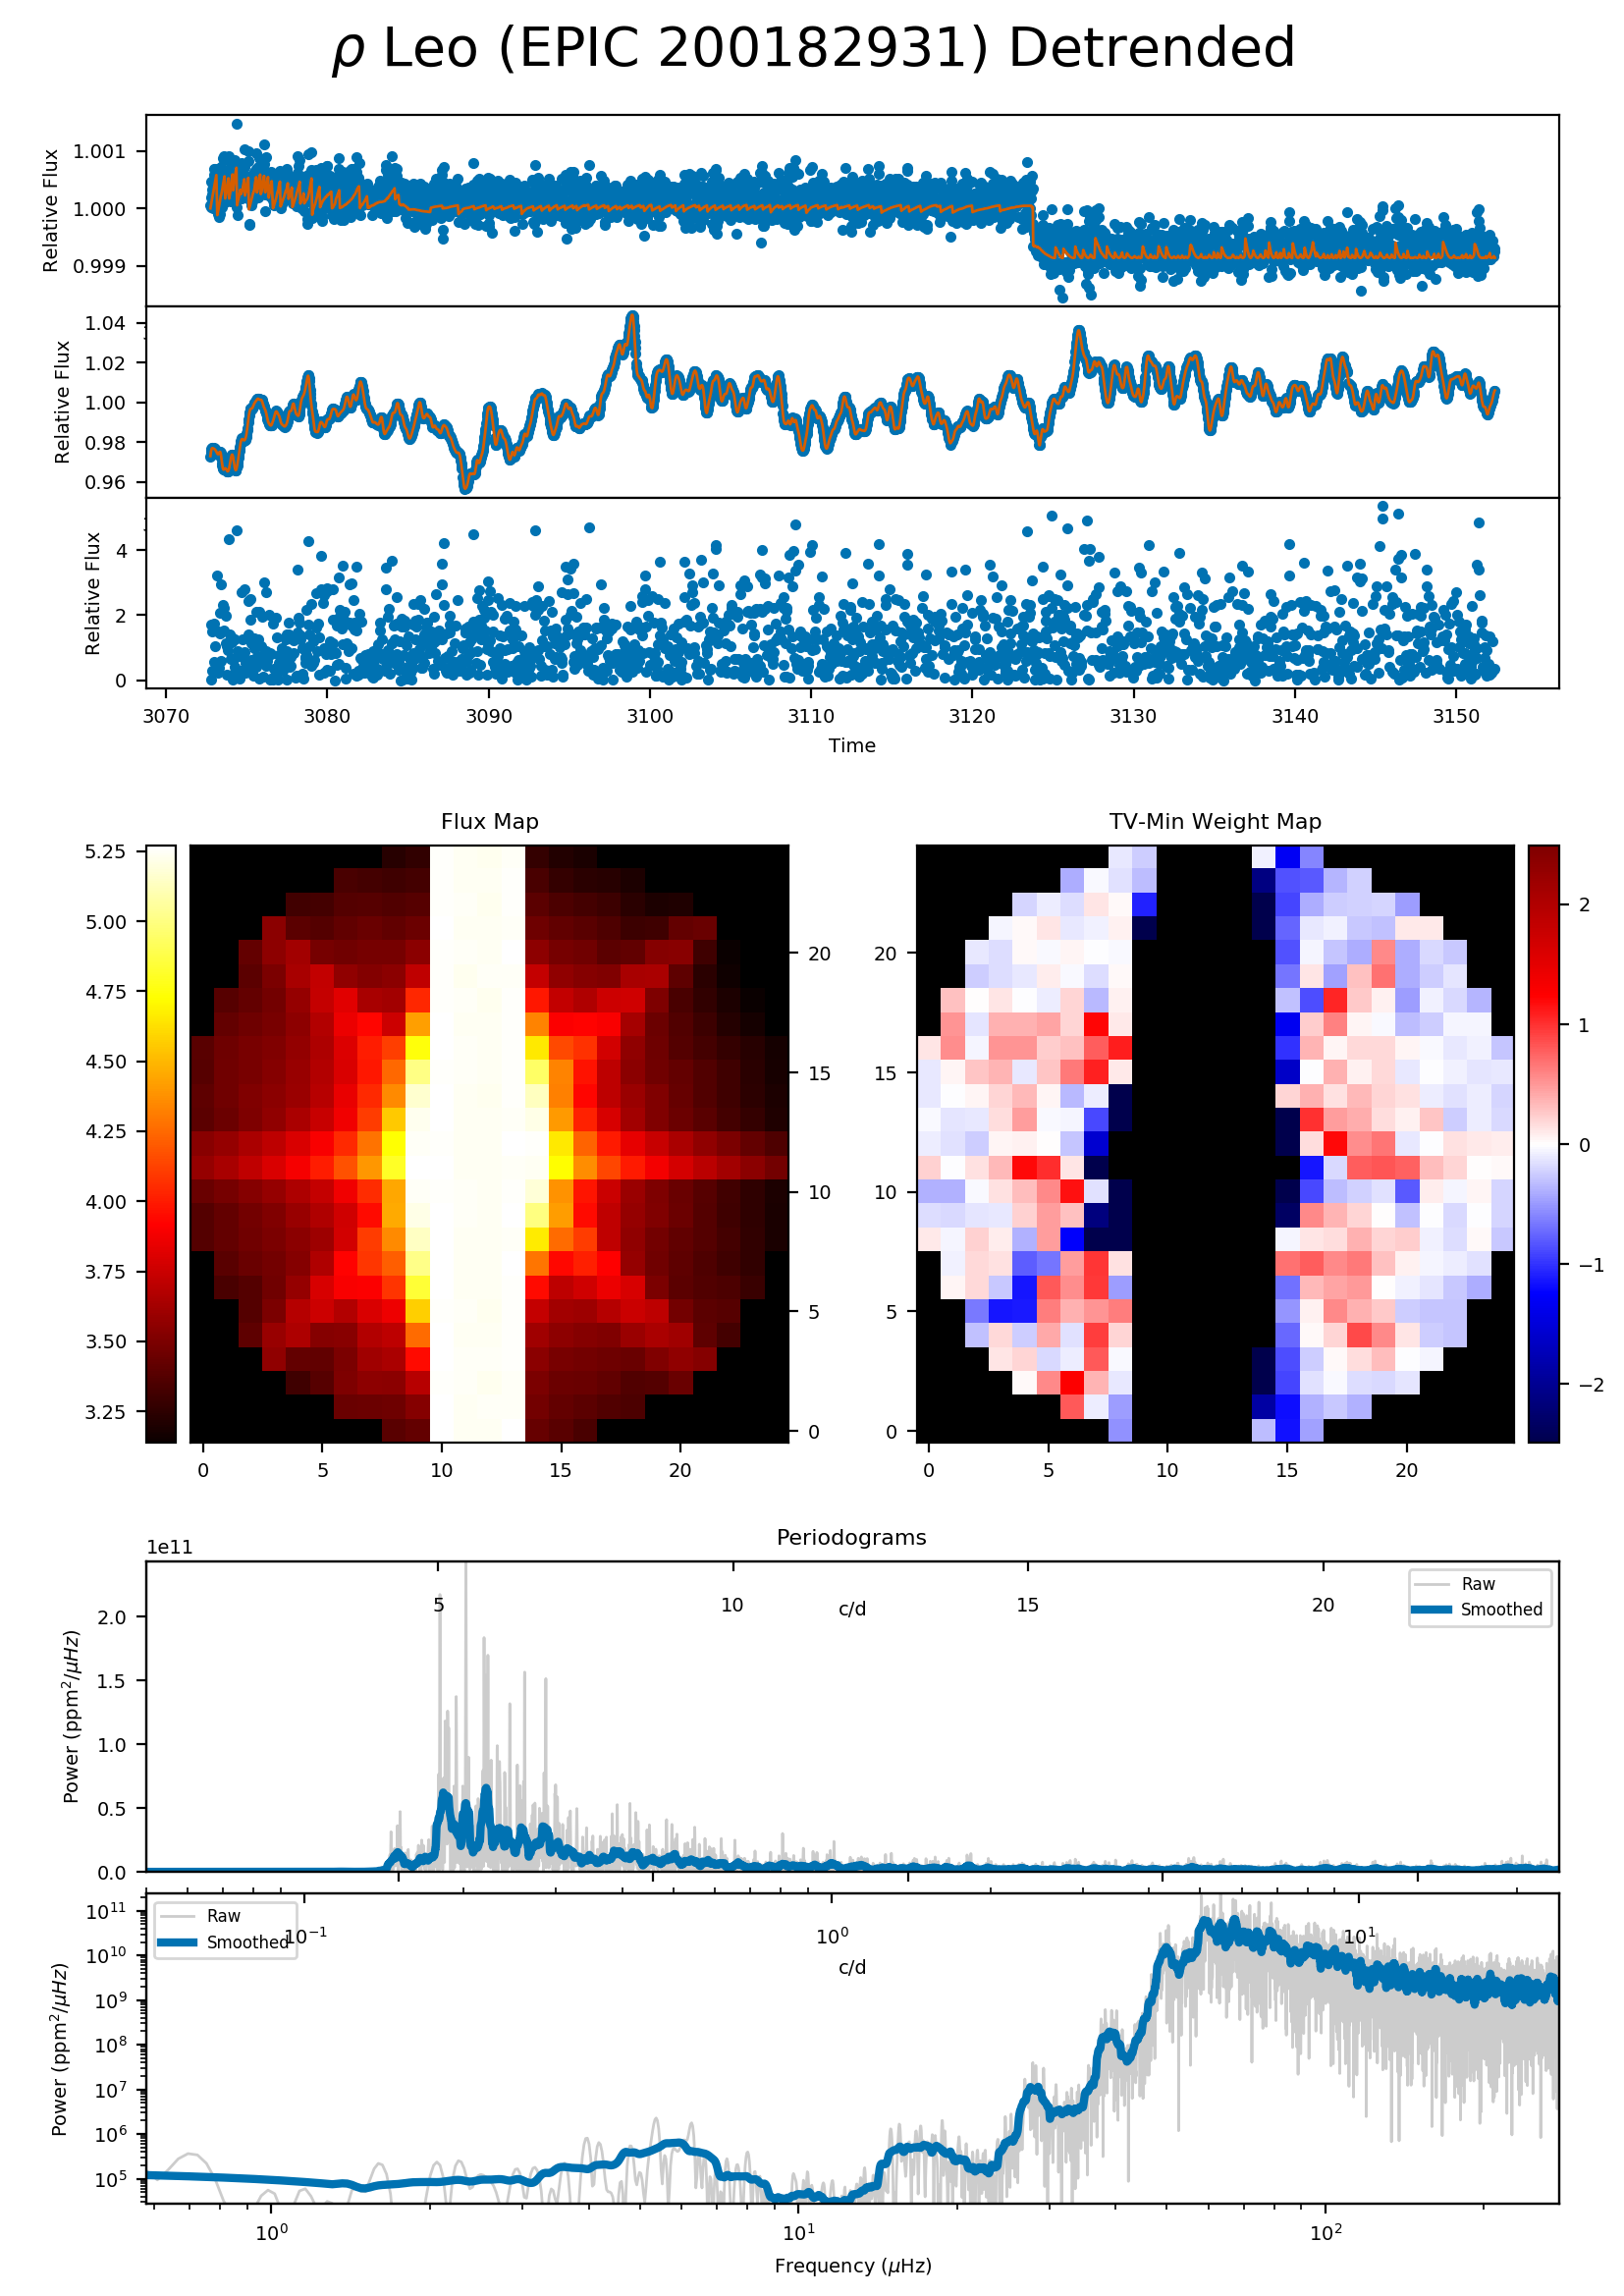 ρ Leo (EPIC 200182931) Detrended
Relative Flux
1.001
1.000
0.999
Relative Flux
1.04
1.02
1.00
0.98
0.96
Relative Flux
4
2
0
3070 3080 3090 3100 3110 3120 3130 3140 3150
Time
Flux Map
5.25
5.00
4.75
4.50
4.25
4.00
3.75
3.50
3.25
20
15
10
5
0
0 5 10 15 20
TV-Min Weight Map
20
15
10
5
0
0 5 10 15 20
2
1
0
−1
−2
Periodograms
1e11
Power (ppm²/μHz)
2.0
1.5
1.0
0.5
0.0
5 10 15 20
c/d
Raw
Smoothed
Power (ppm²/μHz)
10¹¹
10¹⁰
10⁹
10⁸
10⁷
10⁶
10⁵
Raw
Smoothed
10⁻¹ 10⁰ 10¹
c/d
10⁰ 10¹ 10²
Frequency (μHz)